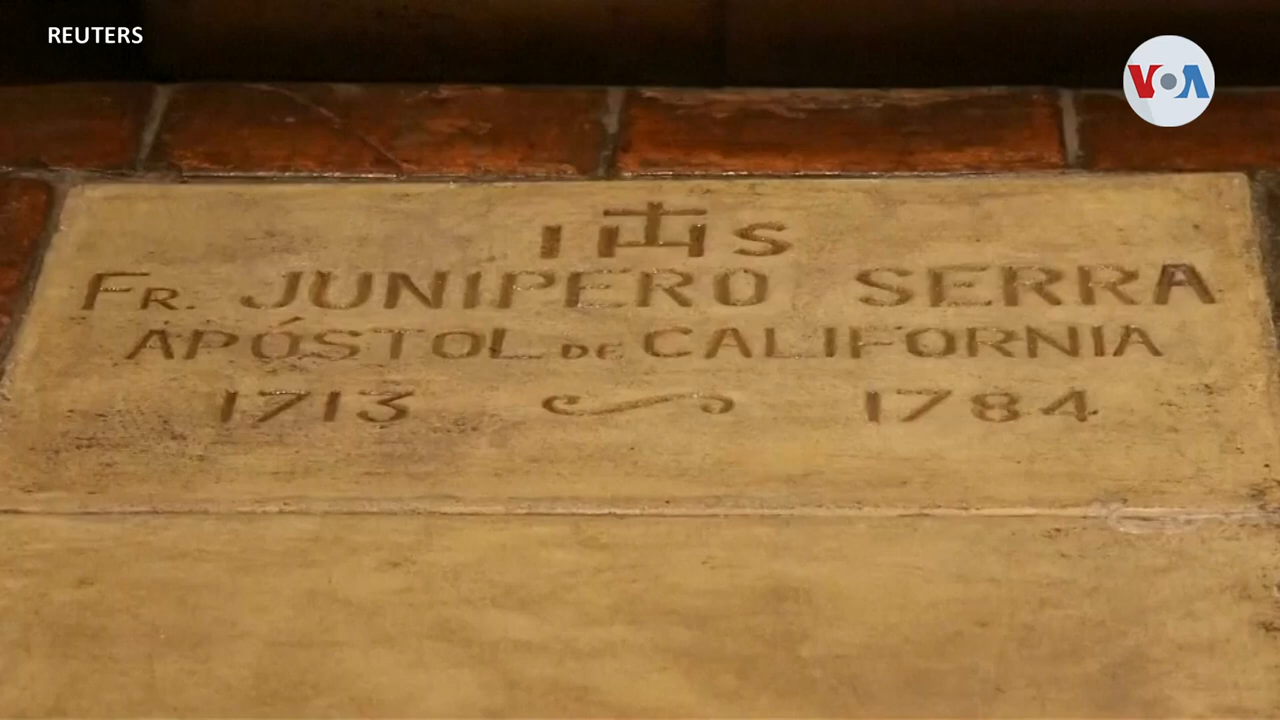 REUTERS
VOA
IHS
FR. JUNIPERO SERRA
APÓSTOL DE CALIFORNIA
1713 1784